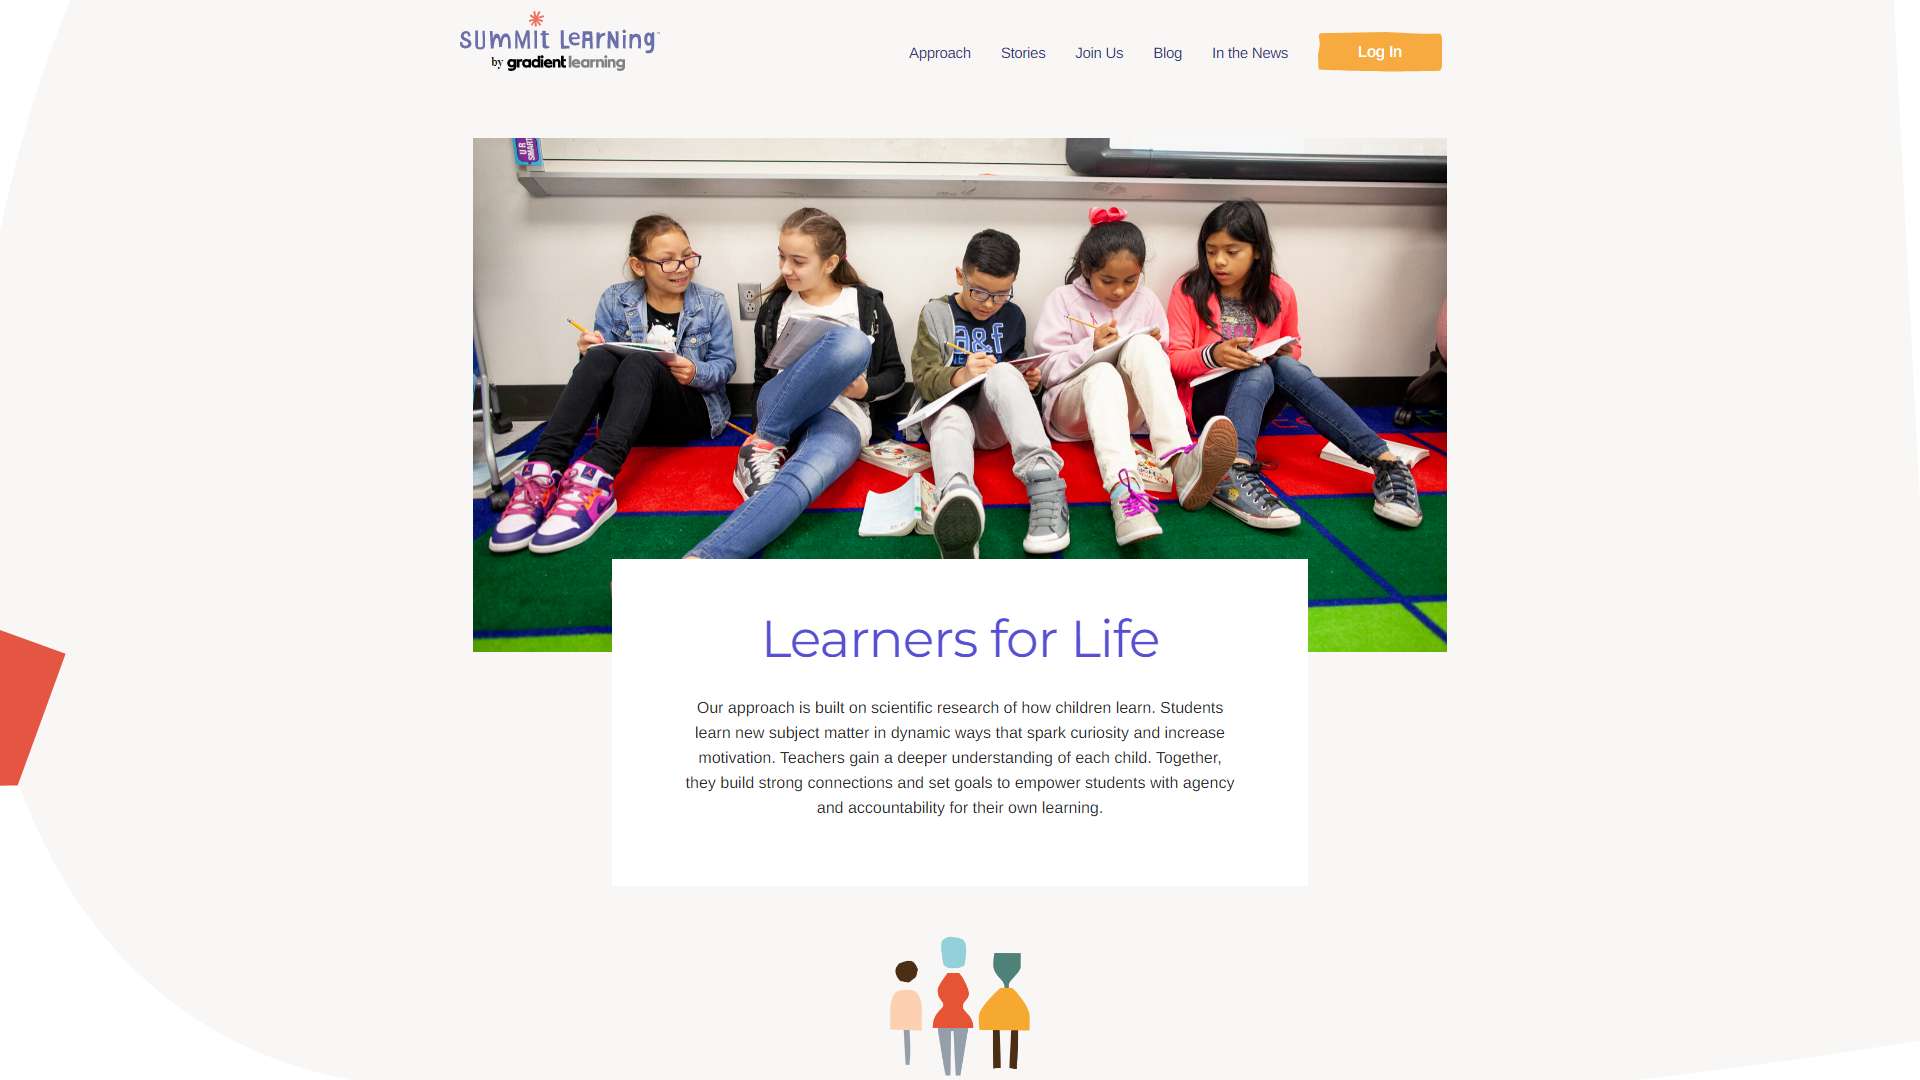 SUMMIT LEARNING
by gradient learning
Approach
Stories
Join Us
Blog
In the News
Log In
U R
SMART
a&f
Learners for Life
Our approach is built on scientific research of how children learn. Students
learn new subject matter in dynamic ways that spark curiosity and increase
motivation. Teachers gain a deeper understanding of each child. Together,
they build strong connections and set goals to empower students with agency
and accountability for their own learning.